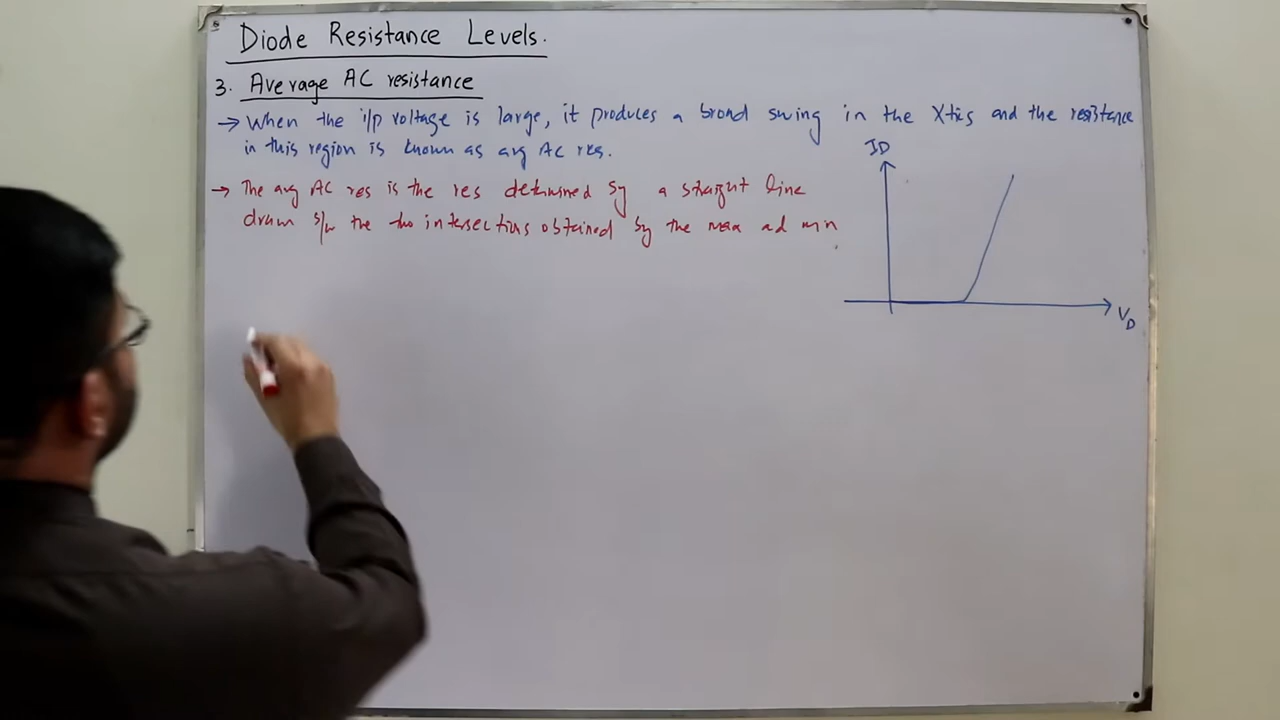 Diode Resistance Levels.
3. Average AC resistance
→ When the i/p voltage is large, it produces a broad swing in the Xtics and the resistance
in this region is known as avg AC res.
→ The avg AC res is the res determined by a straight line
drawn b/w the two intersections obtained by the max ad min
ID
VD